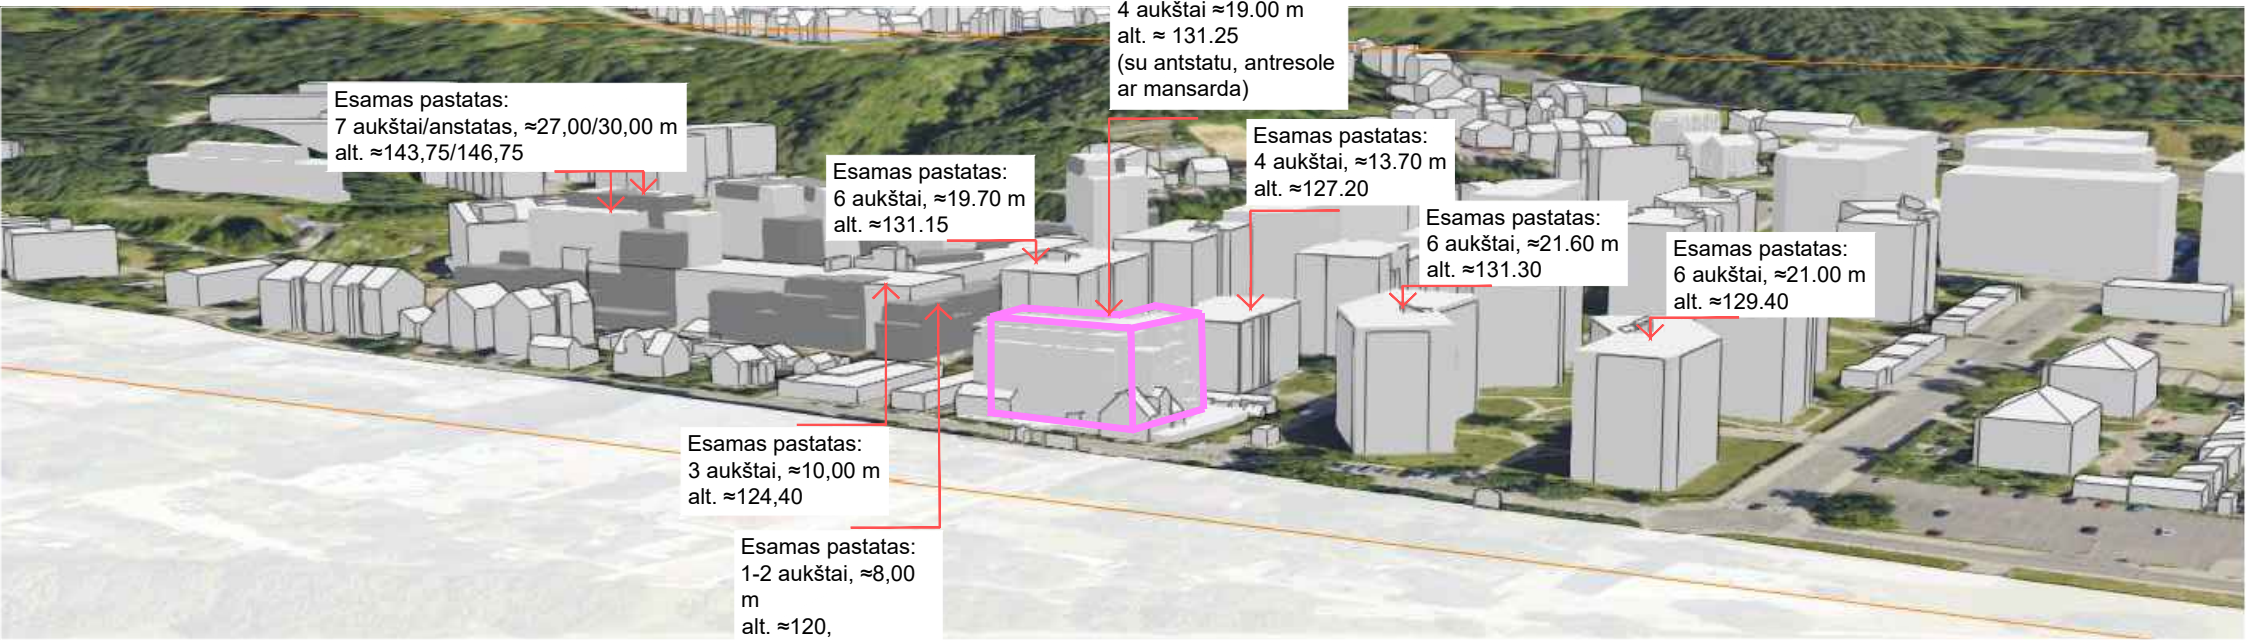 4 aukštai ≈19.00 m
alt. ≈ 131.25
(su antstatu, antresole
ar mansarda)
Esamas pastatas:
7 aukštai/anstatas, ≈27,00/30,00 m
alt. ≈143,75/146,75
Esamas pastatas:
6 aukštai, ≈19.70 m
alt. ≈131.15
Esamas pastatas:
4 aukštai, ≈13.70 m
alt. ≈127.20
Esamas pastatas:
6 aukštai, ≈21.60 m
alt. ≈131.30
Esamas pastatas:
6 aukštai, ≈21.00 m
alt. ≈129.40
Esamas pastatas:
3 aukštai, ≈10,00 m
alt. ≈124,40
Esamas pastatas:
1-2 aukštai, ≈8,00
m
alt. ≈120,